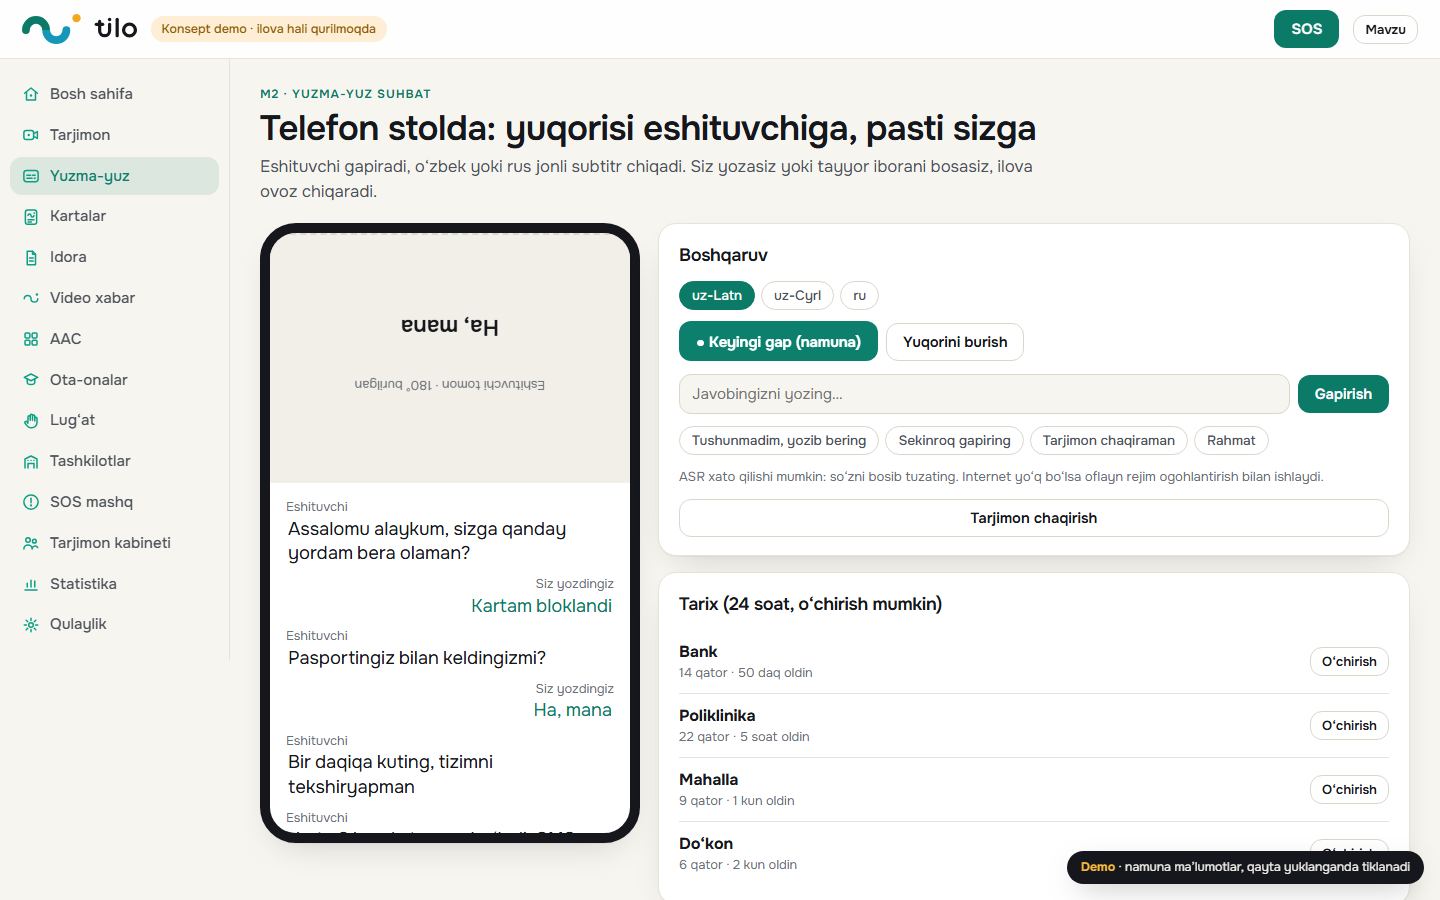 tilo
Konsept demo · ilova hali qurilmoqda
SOS
Mavzu
Bosh sahifa
Tarjimon
Yuzma-yuz
Kartalar
Idora
Video xabar
AAC
Ota-onalar
Lug‘at
Tashkilotlar
SOS mashq
Tarjimon kabineti
Statistika
Qulaylik
M2 · YUZMA-YUZ SUHBAT
Telefon stolda: yuqorisi eshituvchiga, pasti sizga
Eshituvchi gapiradi, o‘zbek yoki rus jonli subtitr chiqadi. Siz yozasiz yoki tayyor iborani bosasiz, ilova
ovoz chiqaradi.
Ha, mana
Eshituvchi tomon · 180° burilgan
Eshituvchi
Assalomu alaykum, sizga qanday
yordam bera olaman?
Siz yozdingiz
Kartam bloklandi
Eshituvchi
Pasportingiz bilan keldingizmi?
Siz yozdingiz
Ha, mana
Eshituvchi
Bir daqiqa kuting, tizimni
tekshiryapman
Eshituvchi
Boshqaruv
uz-Latn
uz-Cyrl
ru
● Keyingi gap (namuna)
Yuqorini burish
Javobingizni yozing…
Gapirish
Tushunmadim, yozib bering
Sekinroq gapiring
Tarjimon chaqiraman
Rahmat
ASR xato qilishi mumkin: so‘zni bosib tuzating. Internet yo‘q bo‘lsa oflayn rejim ogohlantirish bilan ishlaydi.
Tarjimon chaqirish
Tarix (24 soat, o‘chirish mumkin)
Bank
14 qator · 50 daq oldin
O‘chirish
Poliklinika
22 qator · 5 soat oldin
O‘chirish
Mahalla
9 qator · 1 kun oldin
O‘chirish
Do‘kon
6 qator · 2 kun oldin
Demo · namuna ma’lumotlar, qayta yuklanganda tiklanadi